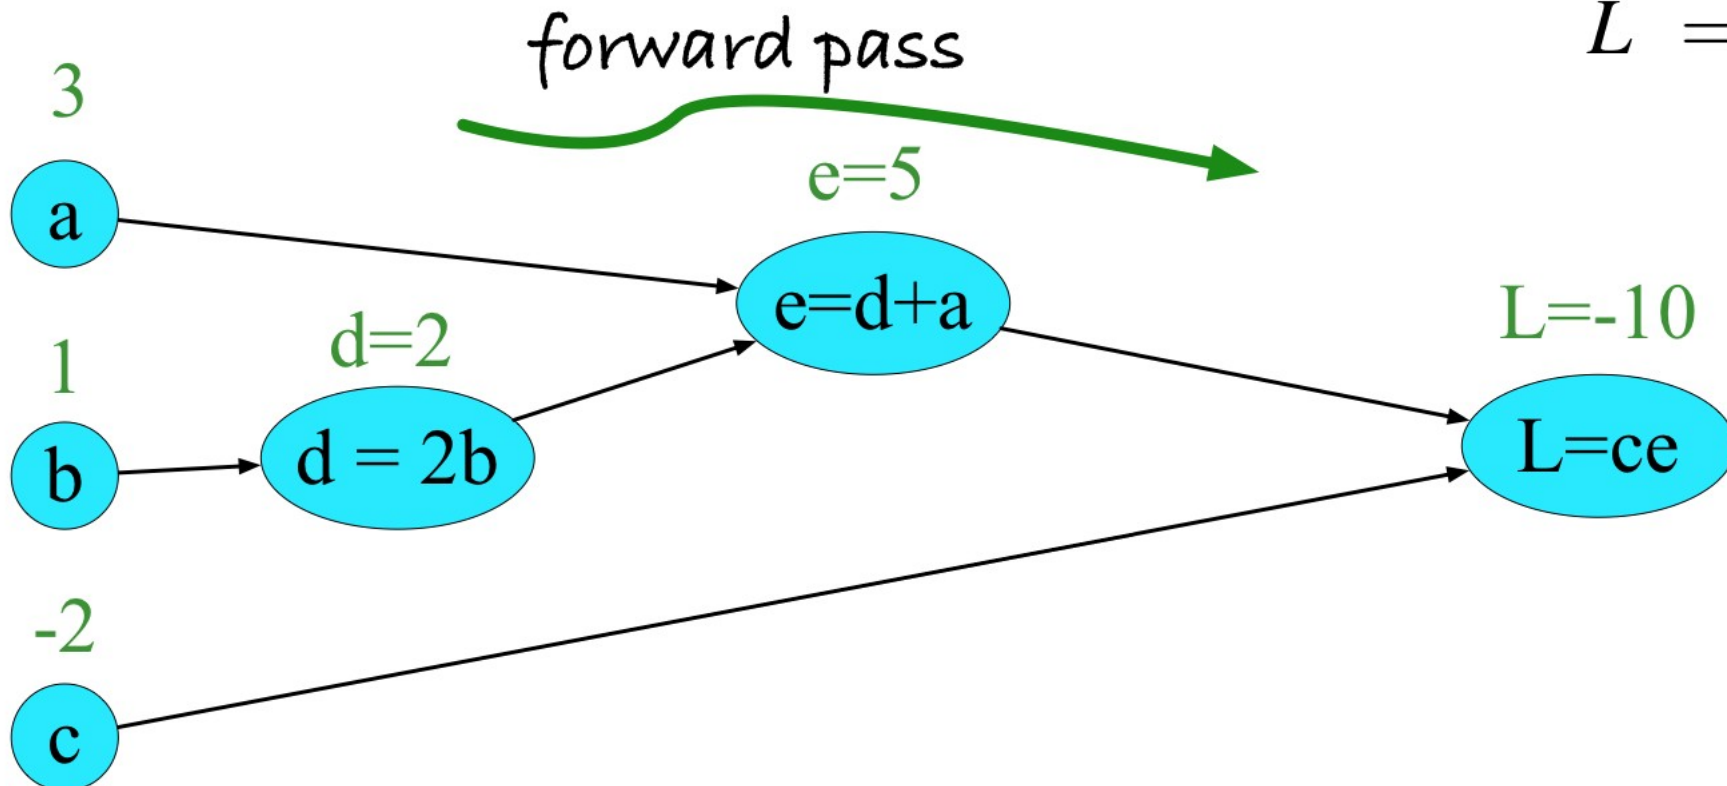 forward pass
L =
3
e=5
a
e=d+a
L=-10
d=2
1
L=ce
d = 2b
b
-2
c